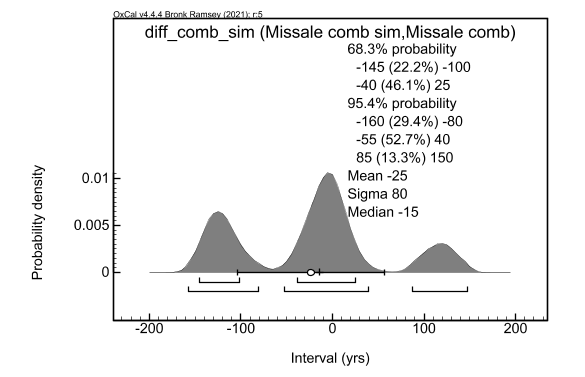 OxCal v4.4.4 Bronk Ramsey (2021); r:5
diff_comb_sim (Missale comb sim,Missale comb)
68.3% probability
-145 (22.2%) -100
-40 (46.1%) 25
95.4% probability
-160 (29.4%) -80
-55 (52.7%) 40
85 (13.3%) 150
Mean -25
Sigma 80
Median -15
Probability density
0.01
0.005
0
-200 -100 0 100 200
Interval (yrs)